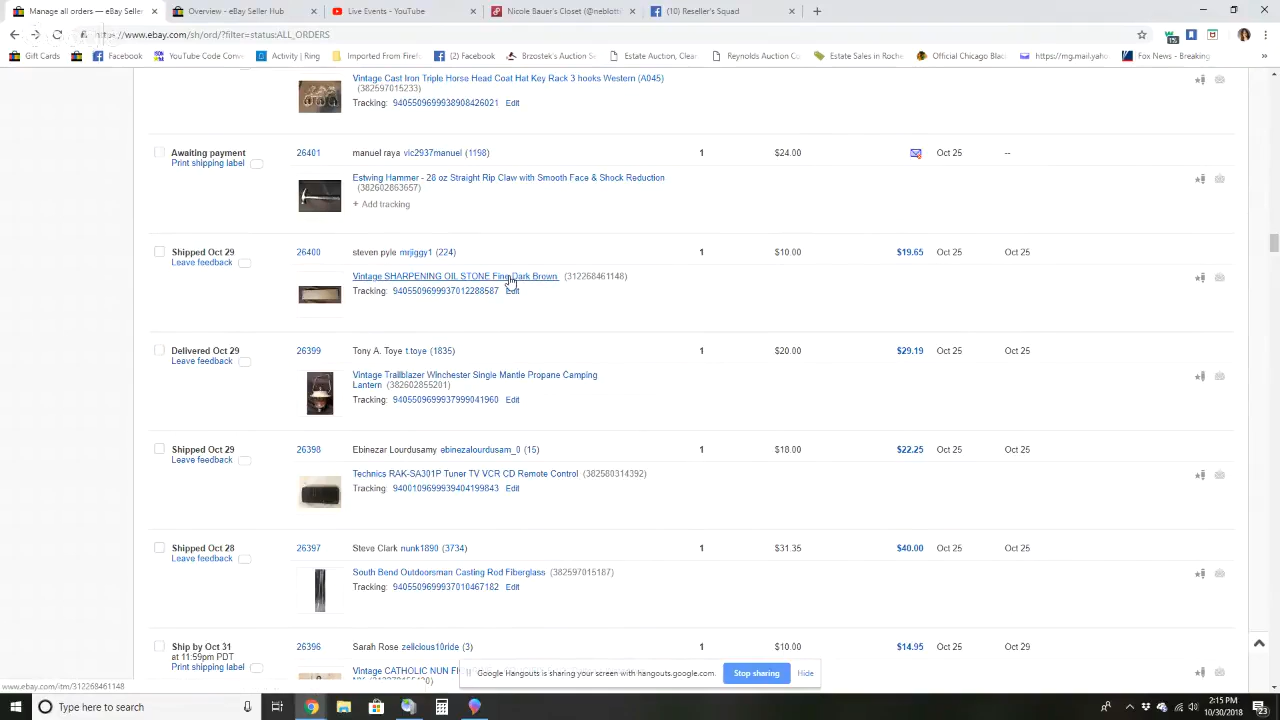 Manage all orders — eBay Seller
Overview - eBay Seller Hub
Live Events - YouTube
Nicole Bauer's Closet (@neblott
(Reseller's Squad
www.ebay.com/sh/ord/?filter=status:ALL_ORDERS
Gift Cards
Facebook
YouTube Code Conve
Activity | Ring
Imported From Firefo
(2) Facebook
Brzostek's Auction Se
Estate Auction, Clear
Reynolds Auction Co
Estate Sales in Roche
Official Chicago Blac
https://mg.mail.yaho
Fox News - Breaking
Vintage Cast Iron Triple Horse Head Coat Hat Key Rack 3 hooks Western (A045)
(382597015233)
Tracking: 9405509699938908426021 Edit
Awaiting payment
Print shipping label
26401
manuel raya vic2937manuel (1198)
1
$24.00
Oct 25
--
Estwing Hammer - 28 oz Straight Rip Claw with Smooth Face & Shock Reduction
(382602863657)
+ Add tracking
Shipped Oct 29
Leave feedback
26400
steven pyle mrjiggy1 (224)
1
$10.00
$19.65
Oct 25
Oct 25
Vintage SHARPENING OIL STONE Fine Dark Brown (312268461148)
Tracking: 9405509699937012288587 Edit
Delivered Oct 29
Leave feedback
26399
Tony A. Toye t.toye (1835)
1
$20.00
$29.19
Oct 25
Oct 25
Vintage Trailblazer Winchester Single Mantle Propane Camping
Lantern (382602855201)
Tracking: 9405509699937999041960 Edit
Shipped Oct 29
Leave feedback
26398
Ebinezar Lourdusamy ebinezalourdusam_0 (15)
1
$18.00
$22.25
Oct 25
Oct 25
Technics RAK-SA301P Tuner TV VCR CD Remote Control (382580314392)
Tracking: 9400109699939404199843 Edit
Shipped Oct 28
Leave feedback
26397
Steve Clark nunk1890 (3734)
1
$31.35
$40.00
Oct 25
Oct 25
South Bend Outdoorsman Casting Rod Fiberglass (382597015187)
Tracking: 9405509699937010467182 Edit
Ship by Oct 31
at 11:59pm PDT
Print shipping label
26396
Sarah Rose zelicious10ride (3)
1
$10.00
$14.95
Oct 25
Oct 29
Vintage CATHOLIC NUN FI
Google Hangouts is sharing your screen with hangouts.google.com.
Stop sharing
Hide
www.ebay.com/itm/312268461148
Type here to search
2:15 PM
10/30/2018
23